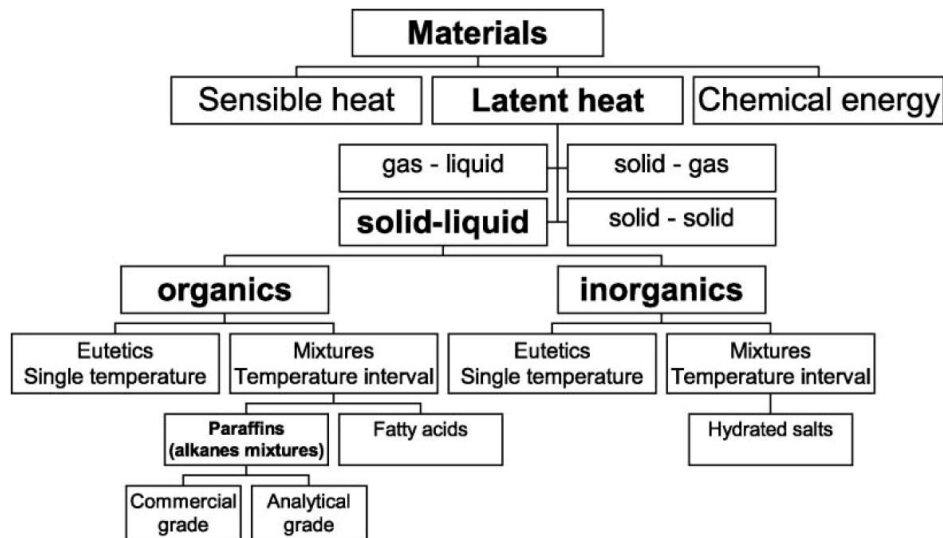 Materials
Sensible heat
Latent heat
Chemical energy
gas - liquid
solid - gas
solid-liquid
solid - solid
organics
inorganics
Eutetics
Single temperature
Mixtures
Temperature interval
Eutetics
Single temperature
Mixtures
Temperature interval
Paraffins
(alkanes mixtures)
Fatty acids
Hydrated salts
Commercial
grade
Analytical
grade